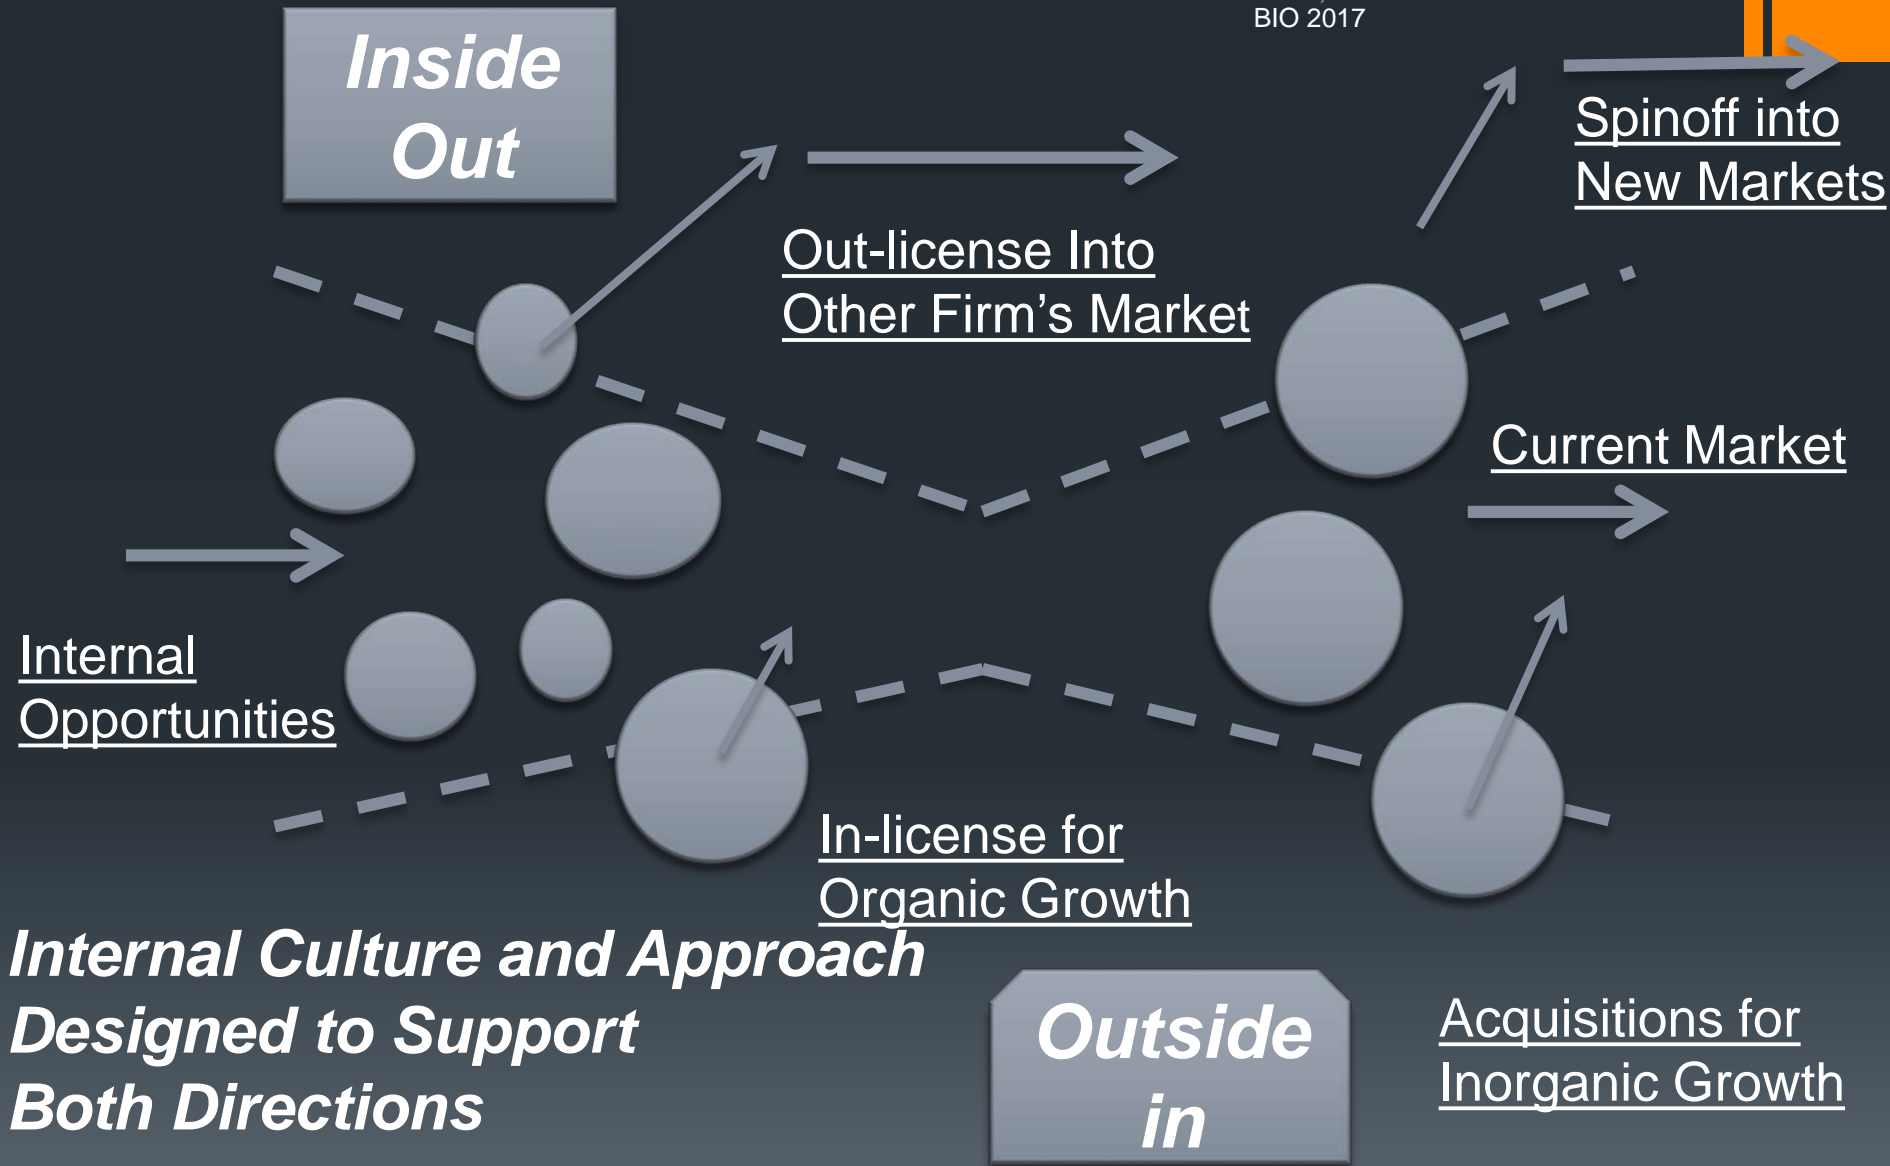 BIO 2017
Inside
Out
Spinoff into
New Markets
Out-license Into
Other Firm’s Market
Current Market
Internal
Opportunities
In-license for
Organic Growth
Internal Culture and Approach
Designed to Support
Both Directions
Outside
in
Acquisitions for
Inorganic Growth